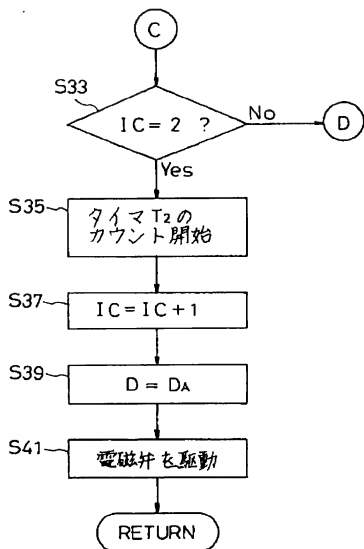 C
S33
IC=2 ?
No
D
Yes
S35
タイマT₂の
カウント開始
S37
IC=IC+1
S39
D=DA
S41
電磁弁を駆動
RETURN